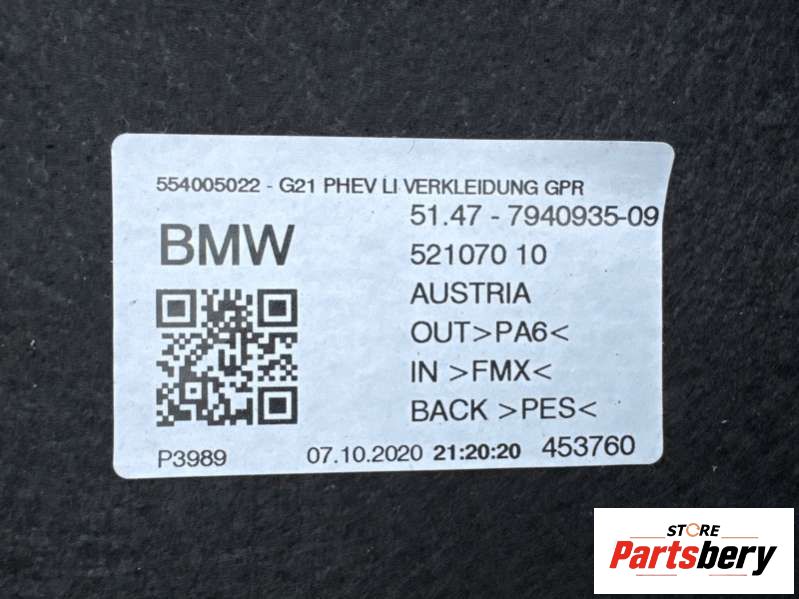 554005022 - G21 PHEV LI VERKLEIDUNG GPR
51.47 - 7940935-09
BMW
521070 10
AUSTRIA
OUT>PA6<
IN >FMX<
BACK >PES<
P3989
07.10.2020 21:20:20 453760
STORE
Partsbery